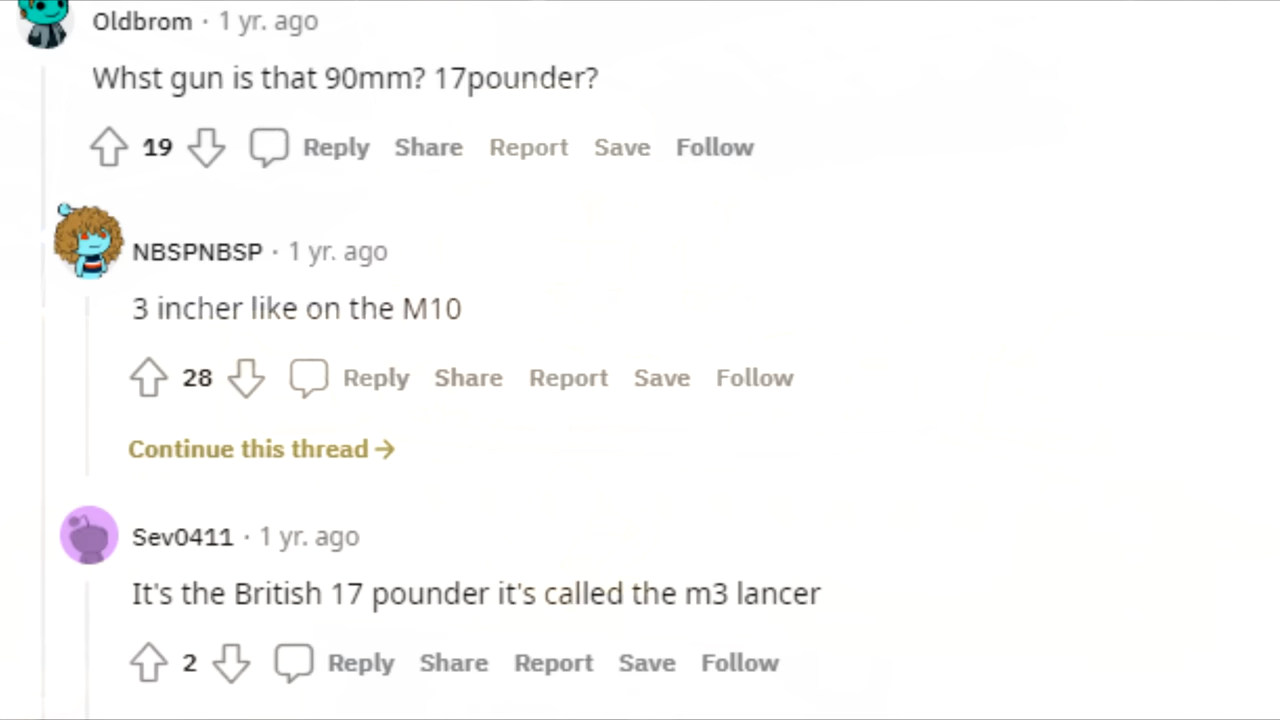 Oldbrom · 1 yr. ago
Whst gun is that 90mm? 17pounder?
19 Reply Share Report Save Follow
NBSPNBSP · 1 yr. ago
3 incher like on the M10
28 Reply Share Report Save Follow
Continue this thread →
Sev0411 · 1 yr. ago
It's the British 17 pounder it's called the m3 lancer
2 Reply Share Report Save Follow